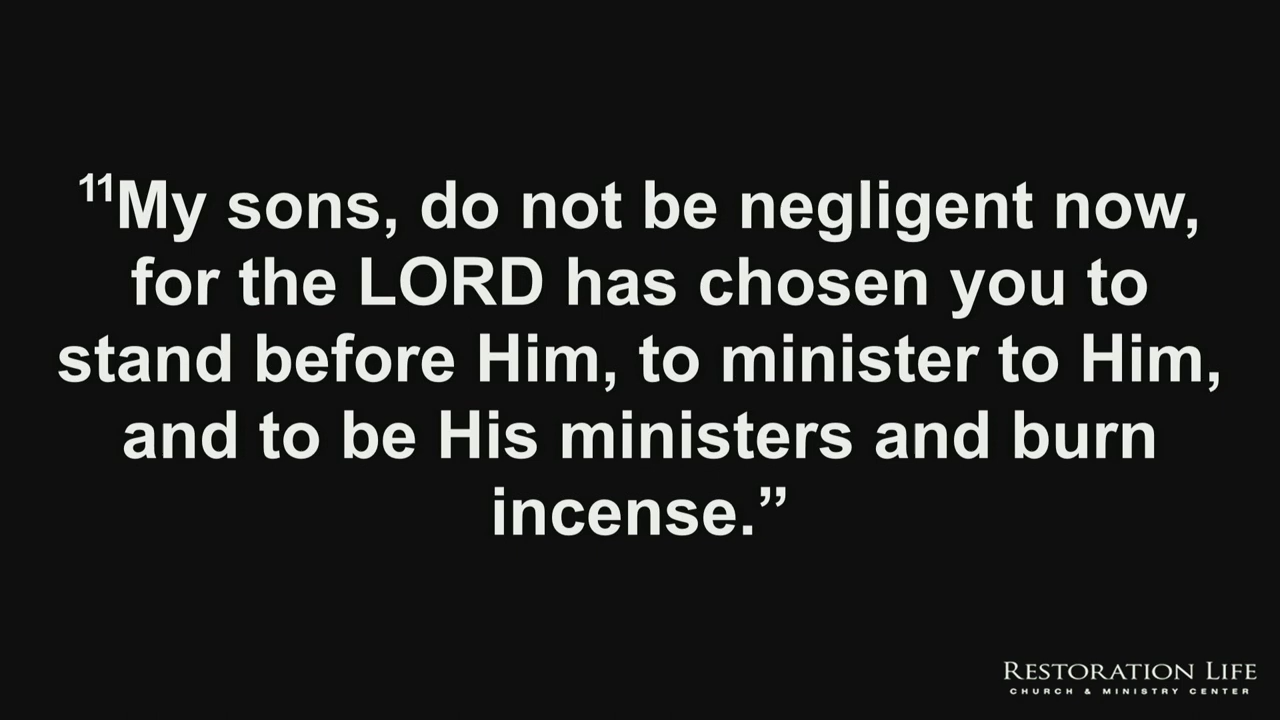 ¹¹My sons, do not be negligent now,
for the LORD has chosen you to
stand before Him, to minister to Him,
and to be His ministers and burn
incense.”
RESTORATION LIFE
CHURCH & MINISTRY CENTER